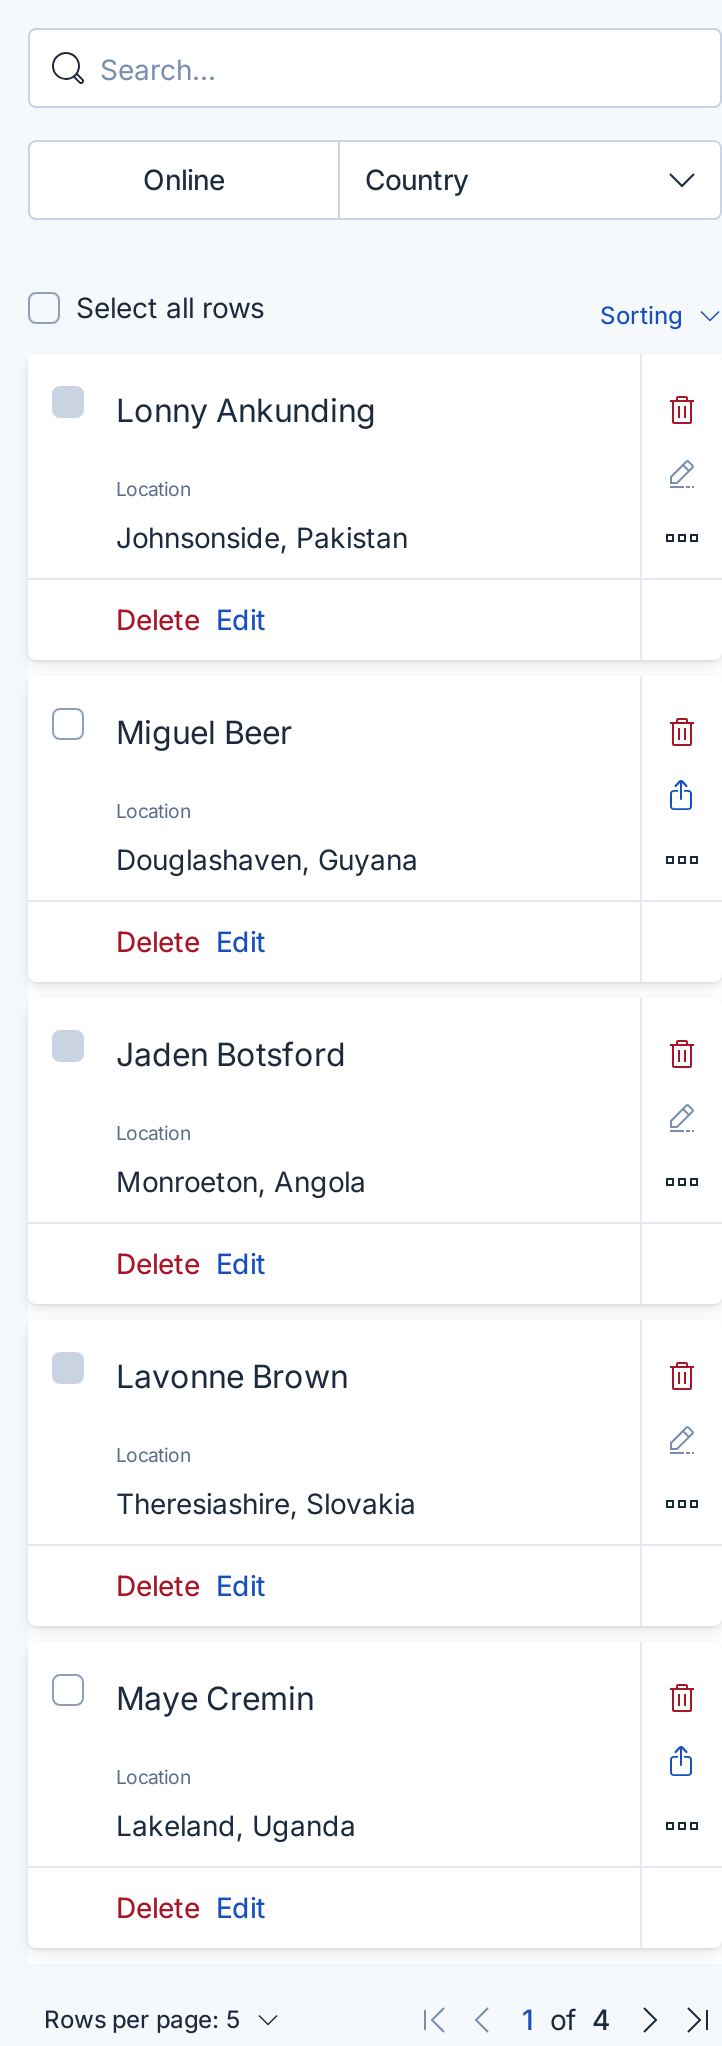 Search...
Online Country
Select all rows
Sorting
Lonny Ankunding
Location
Johnsonside, Pakistan
Delete Edit
Miguel Beer
Location
Douglashaven, Guyana
Delete Edit
Jaden Botsford
Location
Monroeton, Angola
Delete Edit
Lavonne Brown
Location
Theresiashire, Slovakia
Delete Edit
Maye Cremin
Location
Lakeland, Uganda
Delete Edit
Rows per page: 5 1 of 4